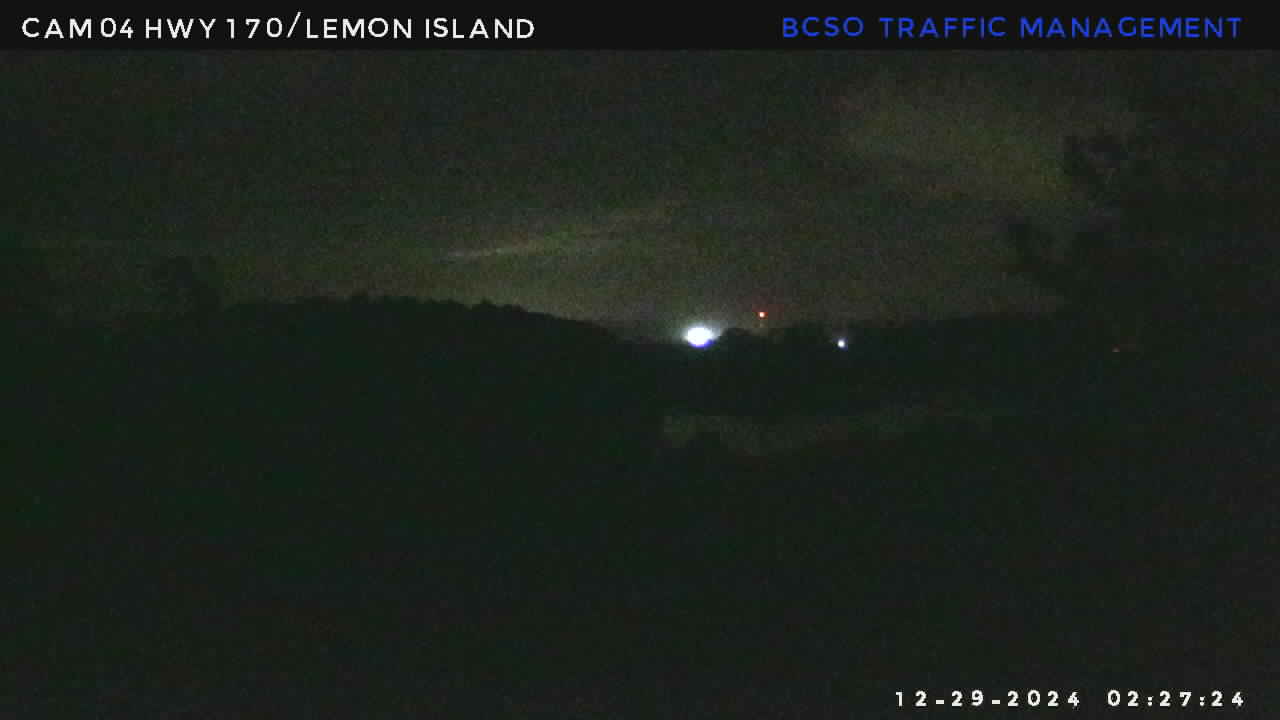 CAM04 HWY 170/LEMON ISLAND
BCSO TRAFFIC MANAGEMENT
12-29-2024 02:27:24